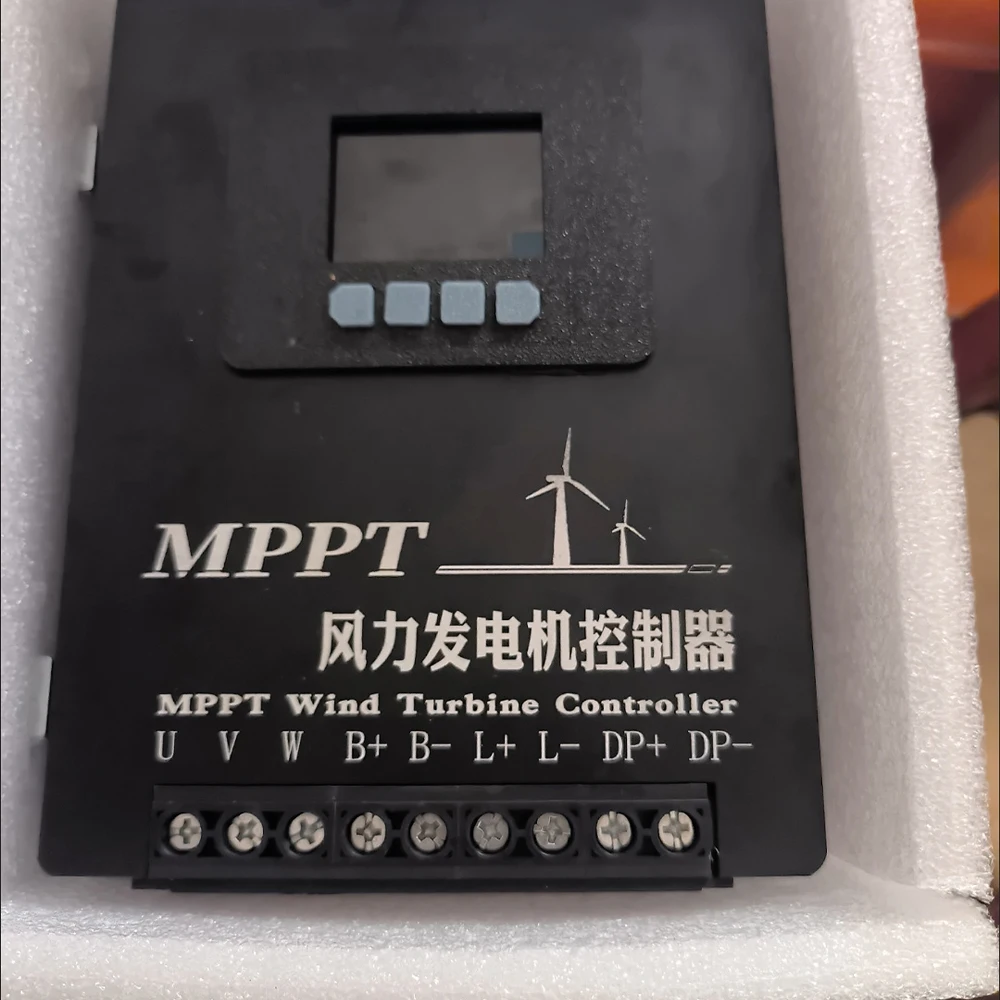 MPPT
风力发电机控制器
MPPT Wind Turbine Controller
U V W B+ B- L+ L- DP+ DP-